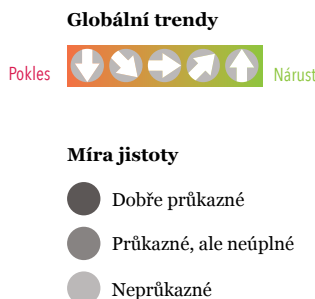 Globální trendy
Pokles
Nárust
Míra jistoty
Dobře průkazné
Průkazné, ale neúplné
Neprůkazné